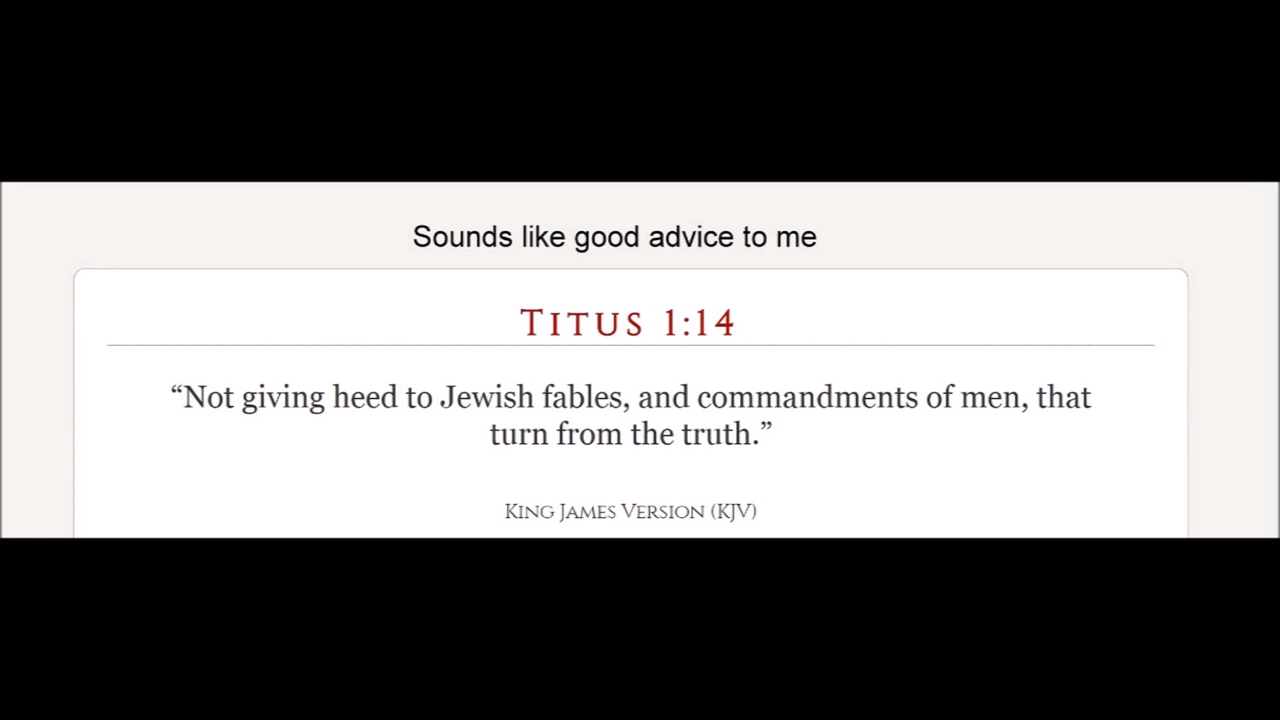 Sounds like good advice to me
TITUS 1:14
“Not giving heed to Jewish fables, and commandments of men, that
turn from the truth.”
KING JAMES VERSION (KJV)